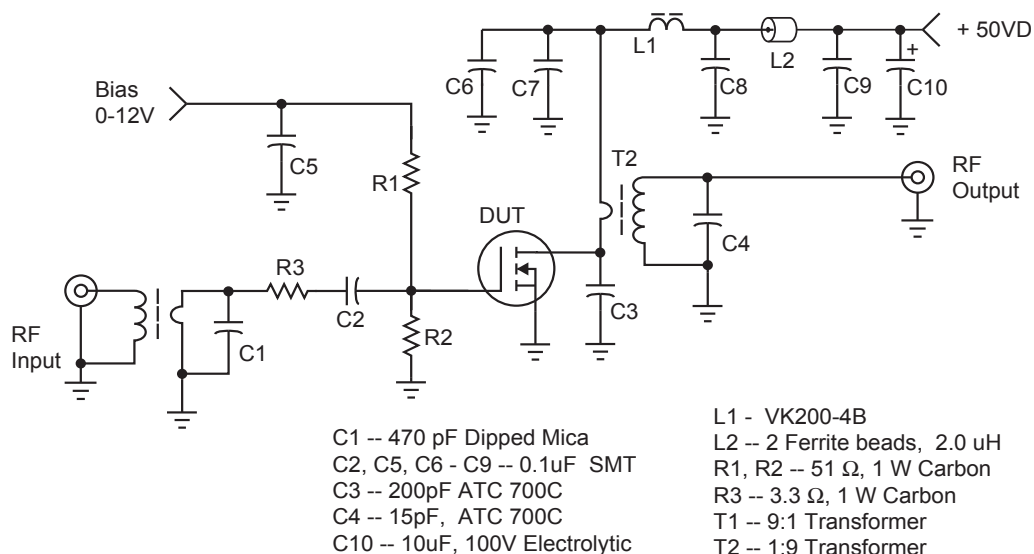 + 50VD
L1
C6
C7
C8
L2
C9
+
C10
Bias
0-12V
C5
R1
T2
RF
Output
DUT
C4
R3
C2
C3
RF
Input
C1
R2
C1 -- 470 pF Dipped Mica
C2, C5, C6 - C9 -- 0.1uF SMT
C3 -- 200pF ATC 700C
C4 -- 15pF, ATC 700C
C10 -- 10uF, 100V Electrolytic
L1 - VK200-4B
L2 -- 2 Ferrite beads, 2.0 uH
R1, R2 -- 51 Ω, 1 W Carbon
R3 -- 3.3 Ω, 1 W Carbon
T1 -- 9:1 Transformer
T2 -- 1:9 Transformer